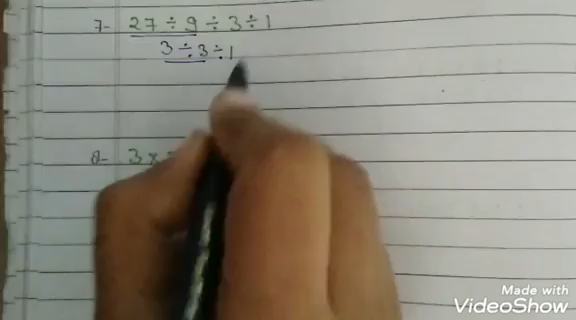 7- 27 ÷ 9 ÷ 3 ÷ 1
3 ÷ 3 ÷ 1
8- 3 ×
Made with
VideoShow